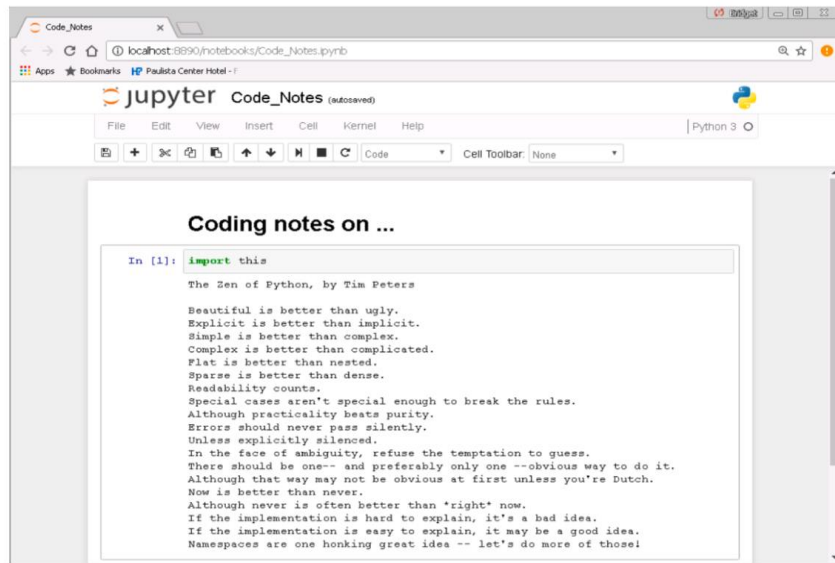 Bridget
Code_Notes
localhost:8890/notebooks/Code_Notes.ipynb
Apps Bookmarks Paulista Center Hotel - F
jupyter Code_Notes (autosaved)
File Edit View Insert Cell Kernel Help Python 3
Code Cell Toolbar: None
Coding notes on ...
In [1]: import this
The Zen of Python, by Tim Peters
Beautiful is better than ugly.
Explicit is better than implicit.
Simple is better than complex.
Complex is better than complicated.
Flat is better than nested.
Sparse is better than dense.
Readability counts.
Special cases aren't special enough to break the rules.
Although practicality beats purity.
Errors should never pass silently.
Unless explicitly silenced.
In the face of ambiguity, refuse the temptation to guess.
There should be one-- and preferably only one --obvious way to do it.
Although that way may not be obvious at first unless you're Dutch.
Now is better than never.
Although never is often better than *right* now.
If the implementation is hard to explain, it's a bad idea.
If the implementation is easy to explain, it may be a good idea.
Namespaces are one honking great idea -- let's do more of those!